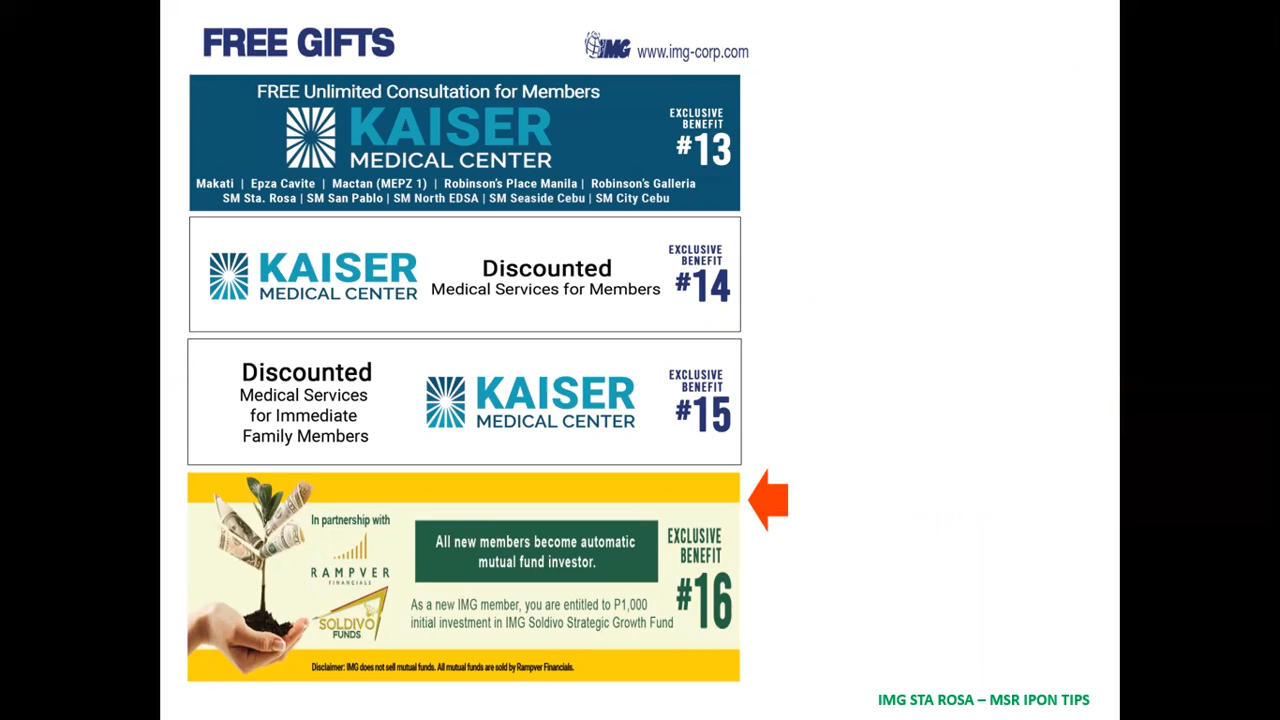 FREE GIFTS
IMG www.img-corp.com
FREE Unlimited Consultation for Members
KAISER
MEDICAL CENTER
EXCLUSIVE
BENEFIT
#13
Makati | Epza Cavite | Mactan (MEPZ 1) | Robinson's Place Manila | Robinson's Galleria
SM Sta. Rosa | SM San Pablo | SM North EDSA | SM Seaside Cebu | SM City Cebu
KAISER
MEDICAL CENTER
Discounted
Medical Services for Members
EXCLUSIVE
BENEFIT
#14
Discounted
Medical Services
for Immediate
Family Members
KAISER
MEDICAL CENTER
EXCLUSIVE
BENEFIT
#15
In partnership with
RAMPVER
FINANCIALS
SOLDIVO
FUNDS
All new members become automatic
mutual fund investor.
As a new IMG member, you are entitled to P1,000
initial investment in IMG Soldivo Strategic Growth Fund
EXCLUSIVE
BENEFIT
#16
Disclaimer: IMG does not sell mutual funds. All mutual funds are sold by Rampver Financials.
IMG STA ROSA – MSR IPON TIPS